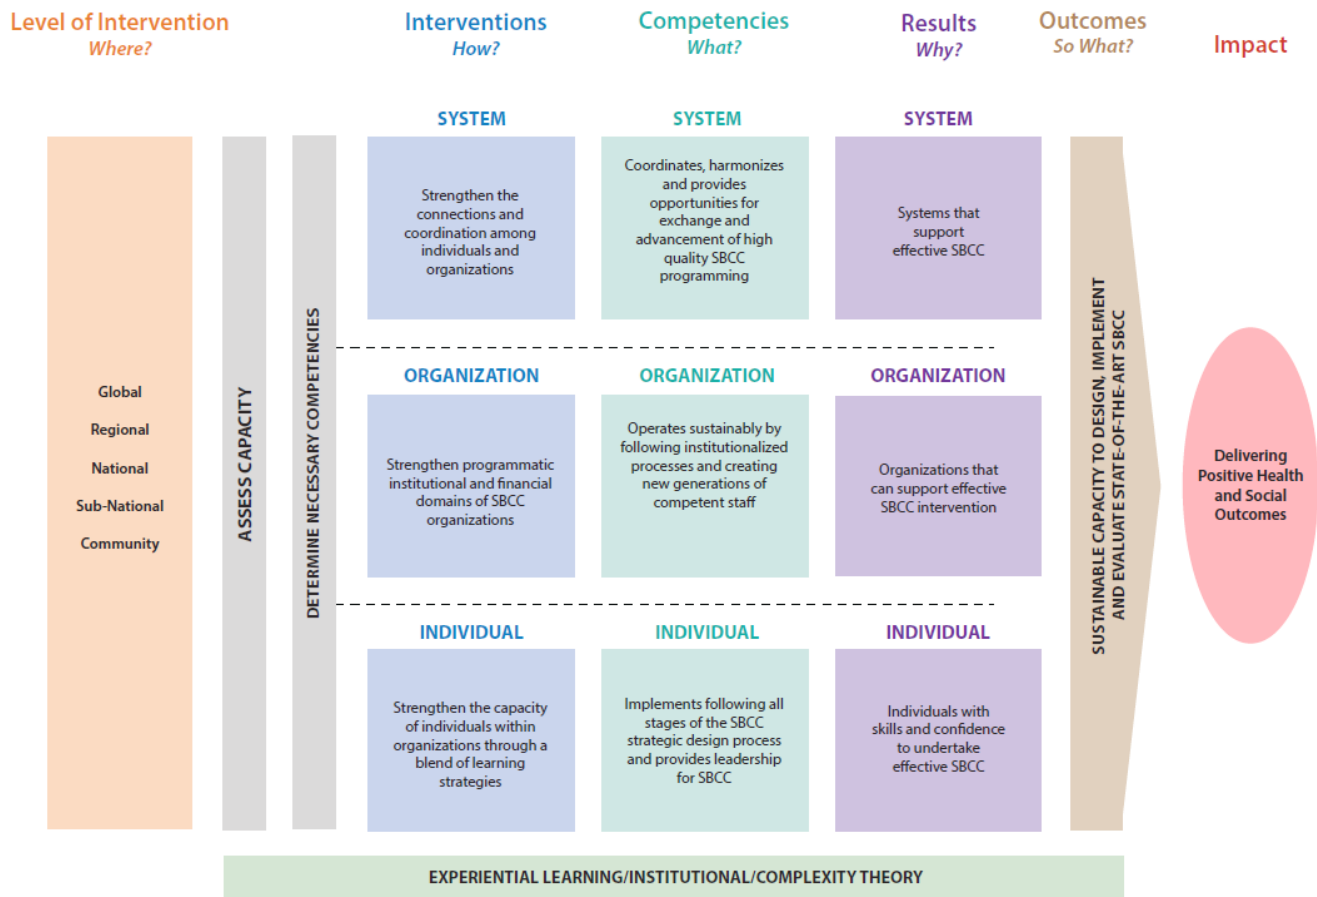 Level of Intervention
Where?
Interventions
How?
Competencies
What?
Results
Why?
Outcomes
So What?
Impact
Global
Regional
National
Sub-National
Community
ASSESS CAPACITY
DETERMINE NECESSARY COMPETENCIES
SYSTEM
Strengthen the
connections and
coordination among
individuals and
organizations
SYSTEM
Coordinates, harmonizes
and provides
opportunities for
exchange and
advancement of high
quality SBCC
programming
SYSTEM
Systems that
support
effective SBCC
ORGANIZATION
Strengthen programmatic
institutional and financial
domains of SBCC
organizations
ORGANIZATION
Operates sustainably by
following institutionalized
processes and creating
new generations of
competent staff
ORGANIZATION
Organizations that
can support effective
SBCC intervention
INDIVIDUAL
Strengthen the capacity
of individuals within
organizations through a
blend of learning
strategies
INDIVIDUAL
Implements following all
stages of the SBCC
strategic design process
and provides leadership
for SBCC
INDIVIDUAL
Individuals with
skills and confidence
to undertake
effective SBCC
SUSTAINABLE CAPACITY TO DESIGN, IMPLEMENT
AND EVALUATE STATE-OF-THE-ART SBCC
Delivering
Positive Health
and Social
Outcomes
EXPERIENTIAL LEARNING/INSTITUTIONAL/COMPLEXITY THEORY